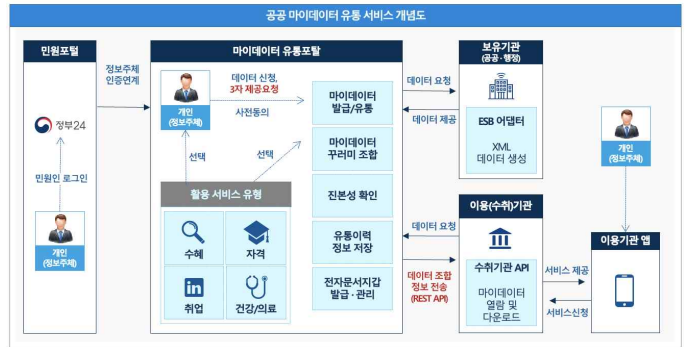 공공 마이데이터 유통 서비스 개념도
민원포털
정보주체
인증연계
정부24
민원인 로그인
개인
(정보주체)
마이데이터 유통포탈
개인
(정보주체)
데이터 신청,
3자 제공요청
사전동의
선택
선택
활용 서비스 유형
수혜
자격
in
취업
건강/의료
마이데이터
발급/유통
마이데이터
꾸러미 조합
진본성 확인
유통이력
정보 저장
전자문서지갑
발급 · 관리
데이터 요청
데이터 제공
데이터 요청
데이터 조합
정보 전송
(REST API)
보유기관
(공공 · 행정)
ESB 어댑터
XML
데이터 생성
이용(수취)기관
수취기관 API
마이데이터
열람 및
다운로드
서비스 제공
서비스신청
개인
(정보주체)
이용기관 앱